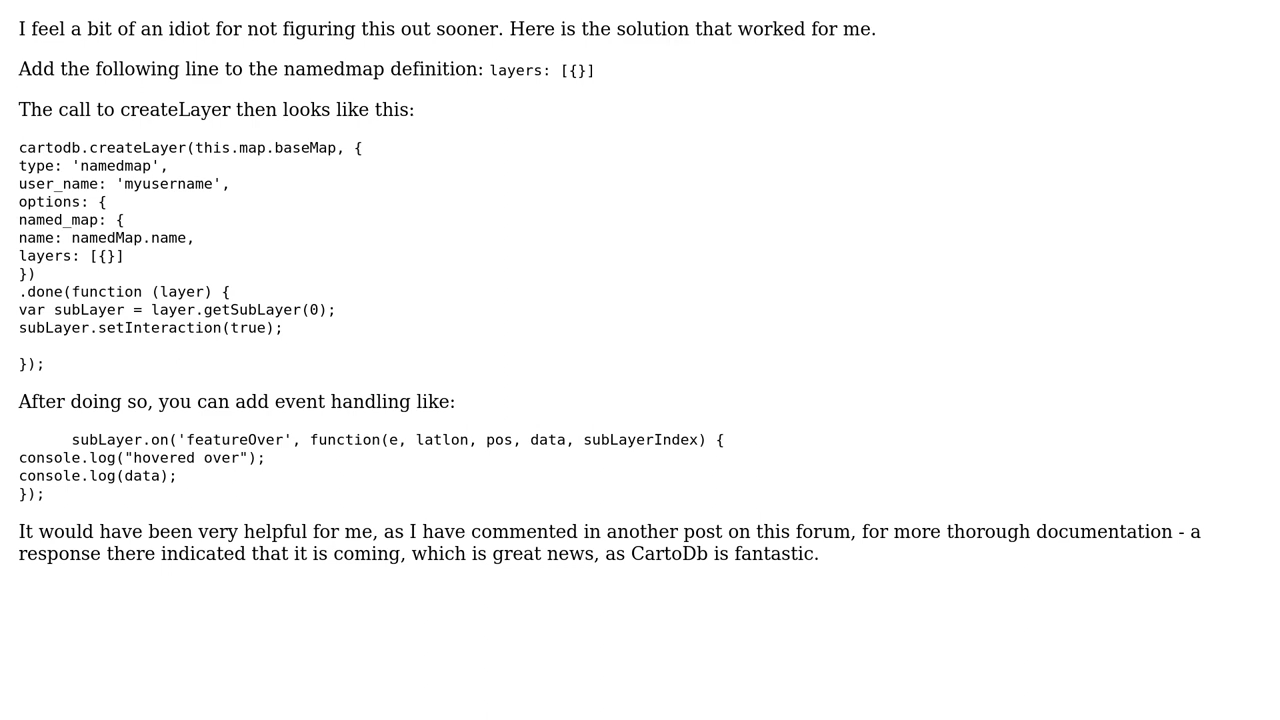 I feel a bit of an idiot for not figuring this out sooner. Here is the solution that worked for me.
Add the following line to the namedmap definition: layers: [{}]
The call to createLayer then looks like this:
cartodb.createLayer(this.map.baseMap, {
type: 'namedmap',
user_name: 'myusername',
options: {
named_map: {
name: namedMap.name,
layers: [{}]
})
.done(function (layer) {
var subLayer = layer.getSubLayer(0);
subLayer.setInteraction(true);
});
After doing so, you can add event handling like:
subLayer.on('featureOver', function(e, latlon, pos, data, subLayerIndex) {
console.log("hovered over");
console.log(data);
});
It would have been very helpful for me, as I have commented in another post on this forum, for more thorough documentation - a
response there indicated that it is coming, which is great news, as CartoDb is fantastic.